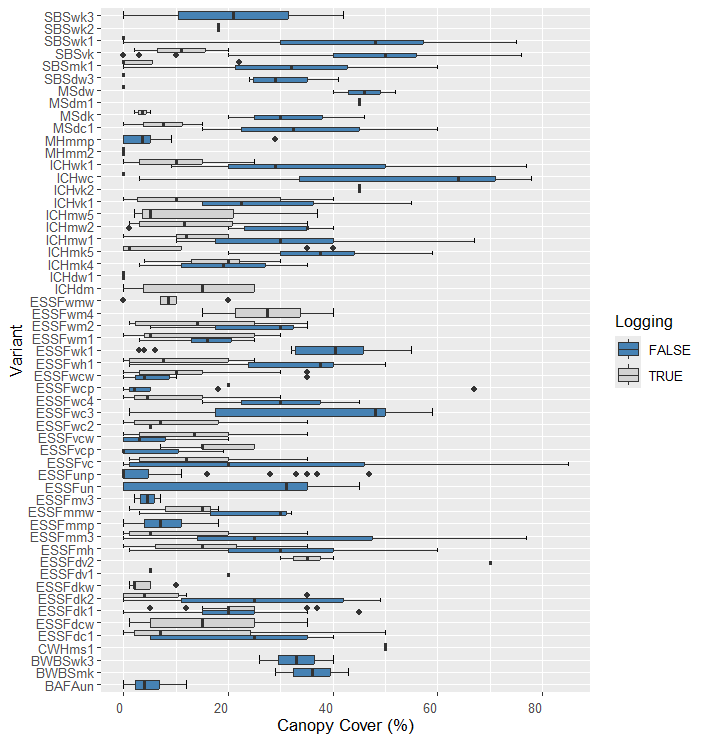 SBSwk3
SBSwk2
SBSwk1
SBSvk
SBSmk1
SBSdw3
MSdw
MSdm1
MSdk
MSdc1
MHmmp
MHmm2
ICHwk1
ICHwc
ICHvk2
ICHvk1
ICHmw5
ICHmw2
ICHmw1
ICHmk5
ICHmk4
ICHdw1
ICHdm
ESSFwmw
ESSFwm4
ESSFwm2
ESSFwm1
ESSFwk1
ESSFwh1
ESSFwcw
ESSFwcp
ESSFwc4
ESSFwc3
ESSFwc2
ESSFvcw
ESSFvcp
ESSFvc
ESSFunp
ESSFun
ESSFmv3
ESSFmmw
ESSFmmp
ESSFmm3
ESSFmh
ESSFdv2
ESSFdv1
ESSFdkw
ESSFdk2
ESSFdk1
ESSFdcw
ESSFdc1
CWHms1
BWBSwk3
BWBSmk
BAFAun
Variant
0 20 40 60 80
Canopy Cover (%)
Logging
FALSE
TRUE